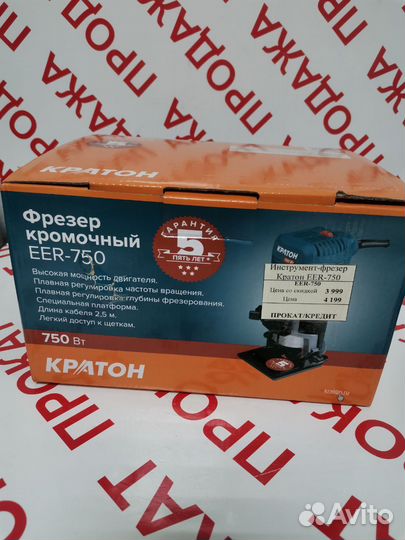 ПРОДАЖА
ПРОКАТ
КРАТОН
Фрезер
кромочный
EER-750
Высокая мощность двигателя.
Плавная регулировка частоты вращения.
Плавная регулировка глубины фрезерования.
Специальная платформа.
Длина кабеля 2,5 м.
Легкий доступ к щеткам.
750 Вт
КРАТОН
ГАРАНТИЯ
5
ПЯТЬ ЛЕТ
КРАТОН
Инструмент-фрезер
Кратон EER-750
EER-750
Цена со скидкой 3 999
Цена 4 199
ПРОКАТ/КРЕДИТ
Avito